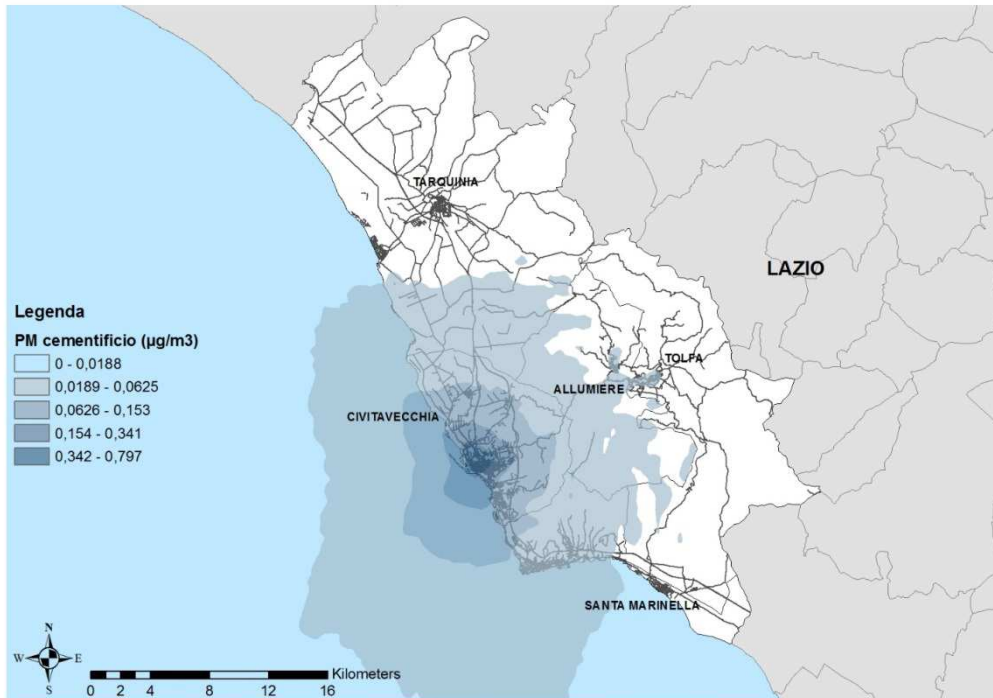 TARQUINIA
LAZIO
Legenda
PM cementificio (µg/m3)
0 - 0,0188
0,0189 - 0,0625
0,0626 - 0,153
0,154 - 0,341
0,342 - 0,797
TOLFA
ALLUMIERE
CIVITAVECCHIA
SANTA MARINELLA
N
W E
S
Kilometers
0 2 4 8 12 16